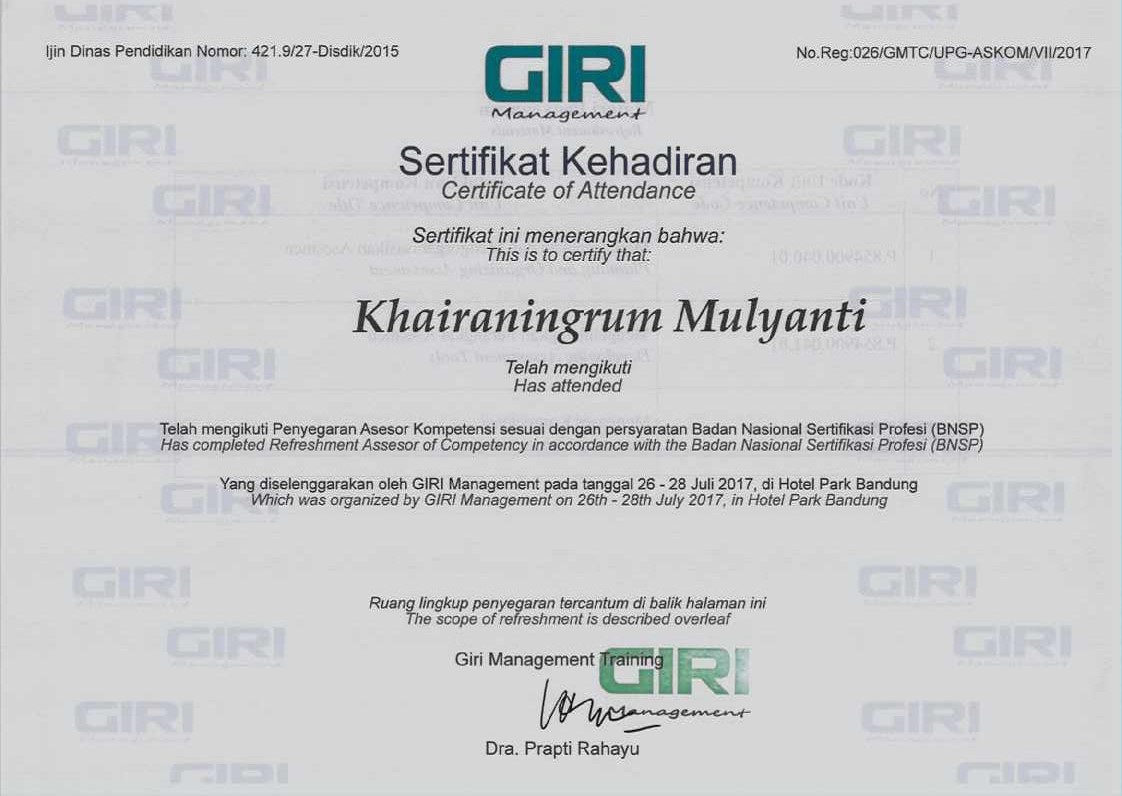 Ijin Dinas Pendidikan Nomor: 421.9/27-Disdik/2015
No.Reg:026/GMTC/UPG-ASKOM/VII/2017
GIRI
Management
Sertifikat Kehadiran
Certificate of Attendance
Sertifikat ini menerangkan bahwa:
This is to certify that:
Khairaningrum Mulyanti
Telah mengikuti
Has attended
Telah mengikuti Penyegaran Asesor Kompetensi sesuai dengan persyaratan Badan Nasional Sertifikasi Profesi (BNSP)
Has completed Refreshment Assesor of Competency in accordance with the Badan Nasional Sertifikasi Profesi (BNSP)
Yang diselenggarakan oleh GIRI Management pada tanggal 26 - 28 Juli 2017, di Hotel Park Bandung
Which was organized by GIRI Management on 26th - 28th July 2017, in Hotel Park Bandung
Ruang lingkup penyegaran tercantum di balik halaman ini
The scope of refreshment is described overleaf
Giri Management Training
GIRI
Management
Dra. Prapti Rahayu